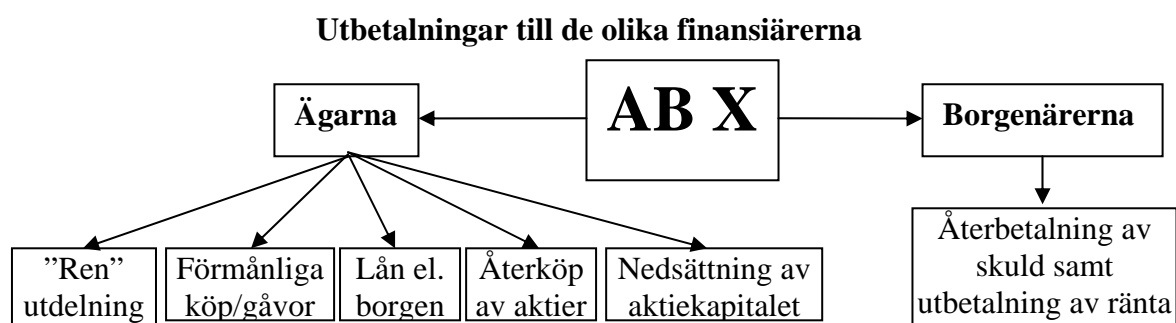 Utbetalningar till de olika finansiärerna
Ägarna
AB X
Borgenärerna
”Ren”
utdelning
Förmånliga
köp/gåvor
Lån el.
borgen
Återköp
av aktier
Nedsättning av
aktiekapitalet
Återbetalning av
skuld samt
utbetalning av ränta